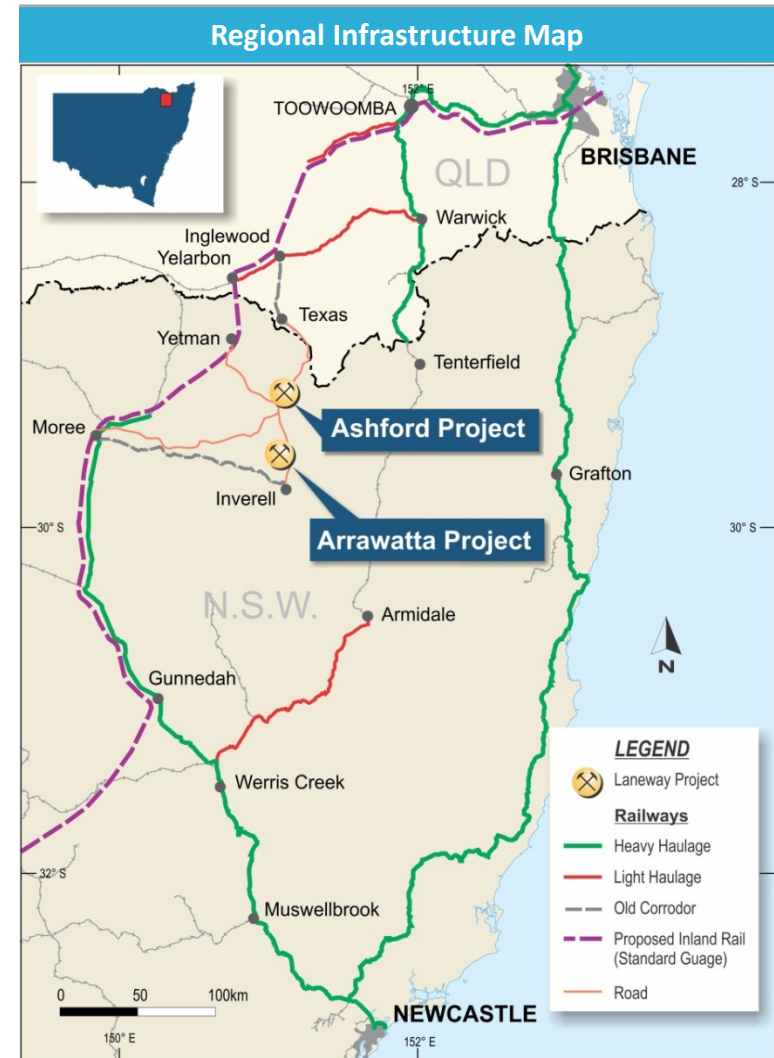 Regional Infrastructure Map
152° E
TOOWOOMBA
BRISBANE
QLD
28° S
Warwick
Inglewood
Yelarbon
Texas
Yetman
Tenterfield
Moree
Ashford Project
Grafton
Inverell
30° S
30° S
Arrawatta Project
N.S.W.
Armidale
N
Gunnedah
LEGEND
Laneway Project
Werris Creek
Railways
Heavy Haulage
32° S
Light Haulage
Muswellbrook
Old Corrodor
Proposed Inland Rail
(Standard Guage)
0 50 100km
Road
NEWCASTLE
150° E
152° E